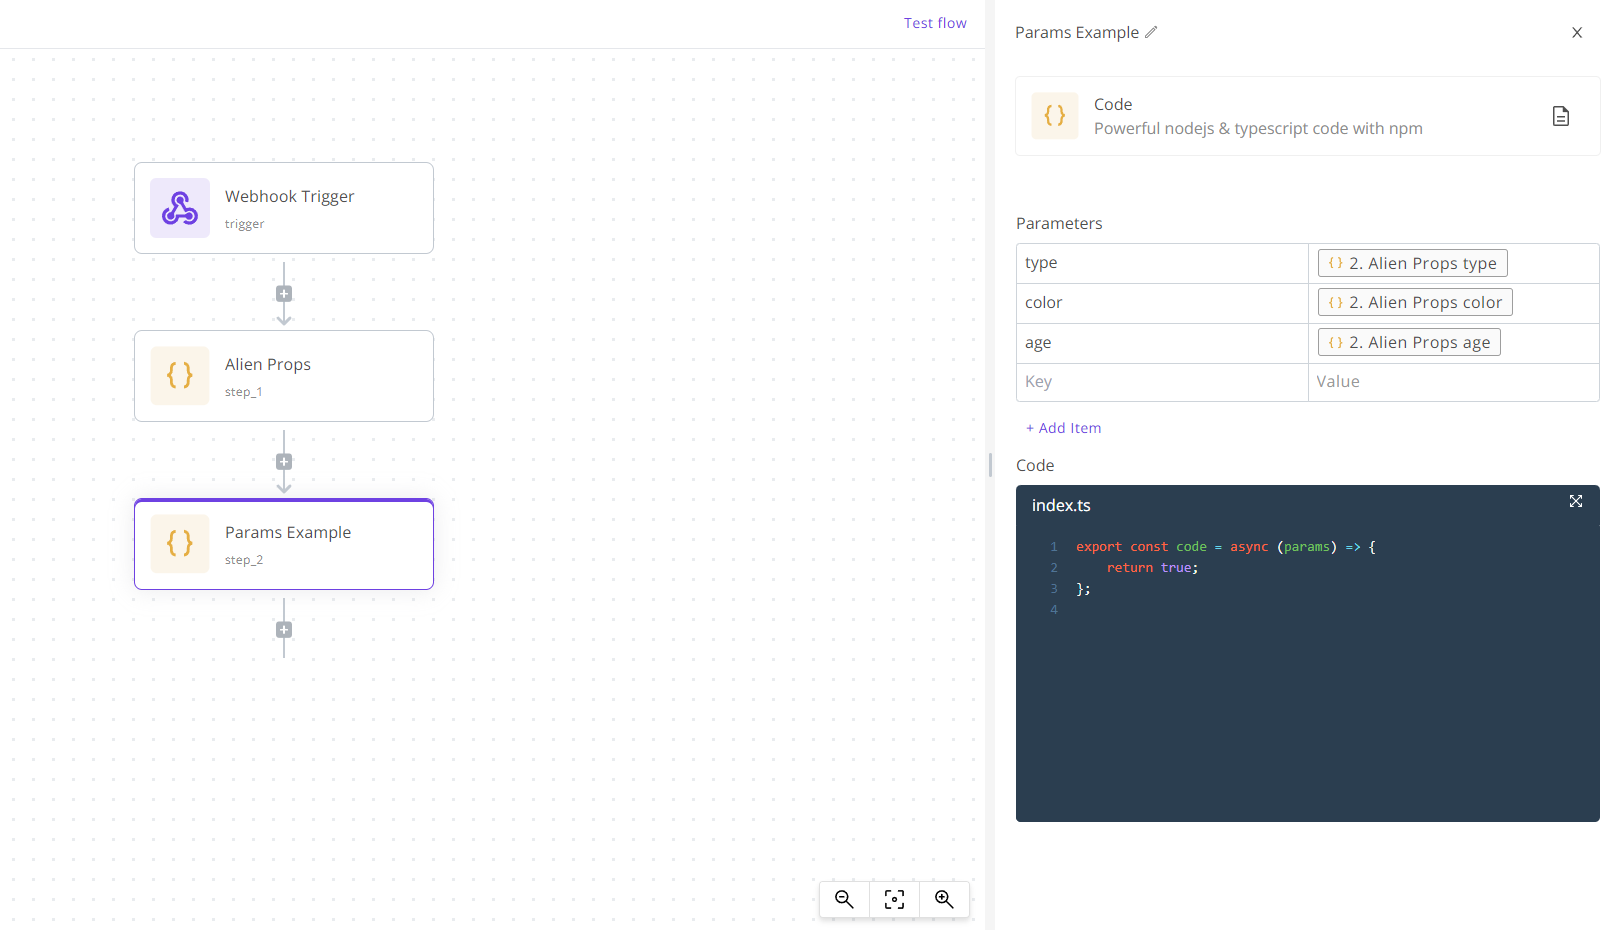 Test flow
Webhook Trigger
trigger
Alien Props
step_1
Params Example
step_2
Params Example
Code
Powerful nodejs & typescript code with npm
Parameters
type { } 2. Alien Props type
color { } 2. Alien Props color
age { } 2. Alien Props age
Key Value
+ Add Item
Code
index.ts
1 export const code = async (params) => {
2 return true;
3 };
4